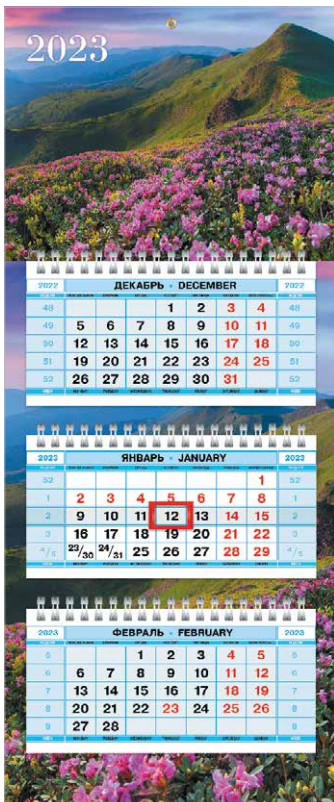 2023
2022 ДЕКАБРЬ • DECEMBER 2022
48 1 2 3 4 48
49 5 6 7 8 9 10 11 49
50 12 13 14 15 16 17 18 50
51 19 20 21 22 23 24 25 51
52 26 27 28 29 30 31 52
2023 ЯНВАРЬ • JANUARY 2023
52 1 52
1 2 3 4 5 6 7 8 1
2 9 10 11 12 13 14 15 2
3 16 17 18 19 20 21 22 3
4/5 23/30 24/31 25 26 27 28 29 4/5
2023 ФЕВРАЛЬ • FEBRUARY 2023
5 1 2 3 4 5 5
6 6 7 8 9 10 11 12 6
7 13 14 15 16 17 18 19 7
8 20 21 22 23 24 25 26 8
9 27 28 9